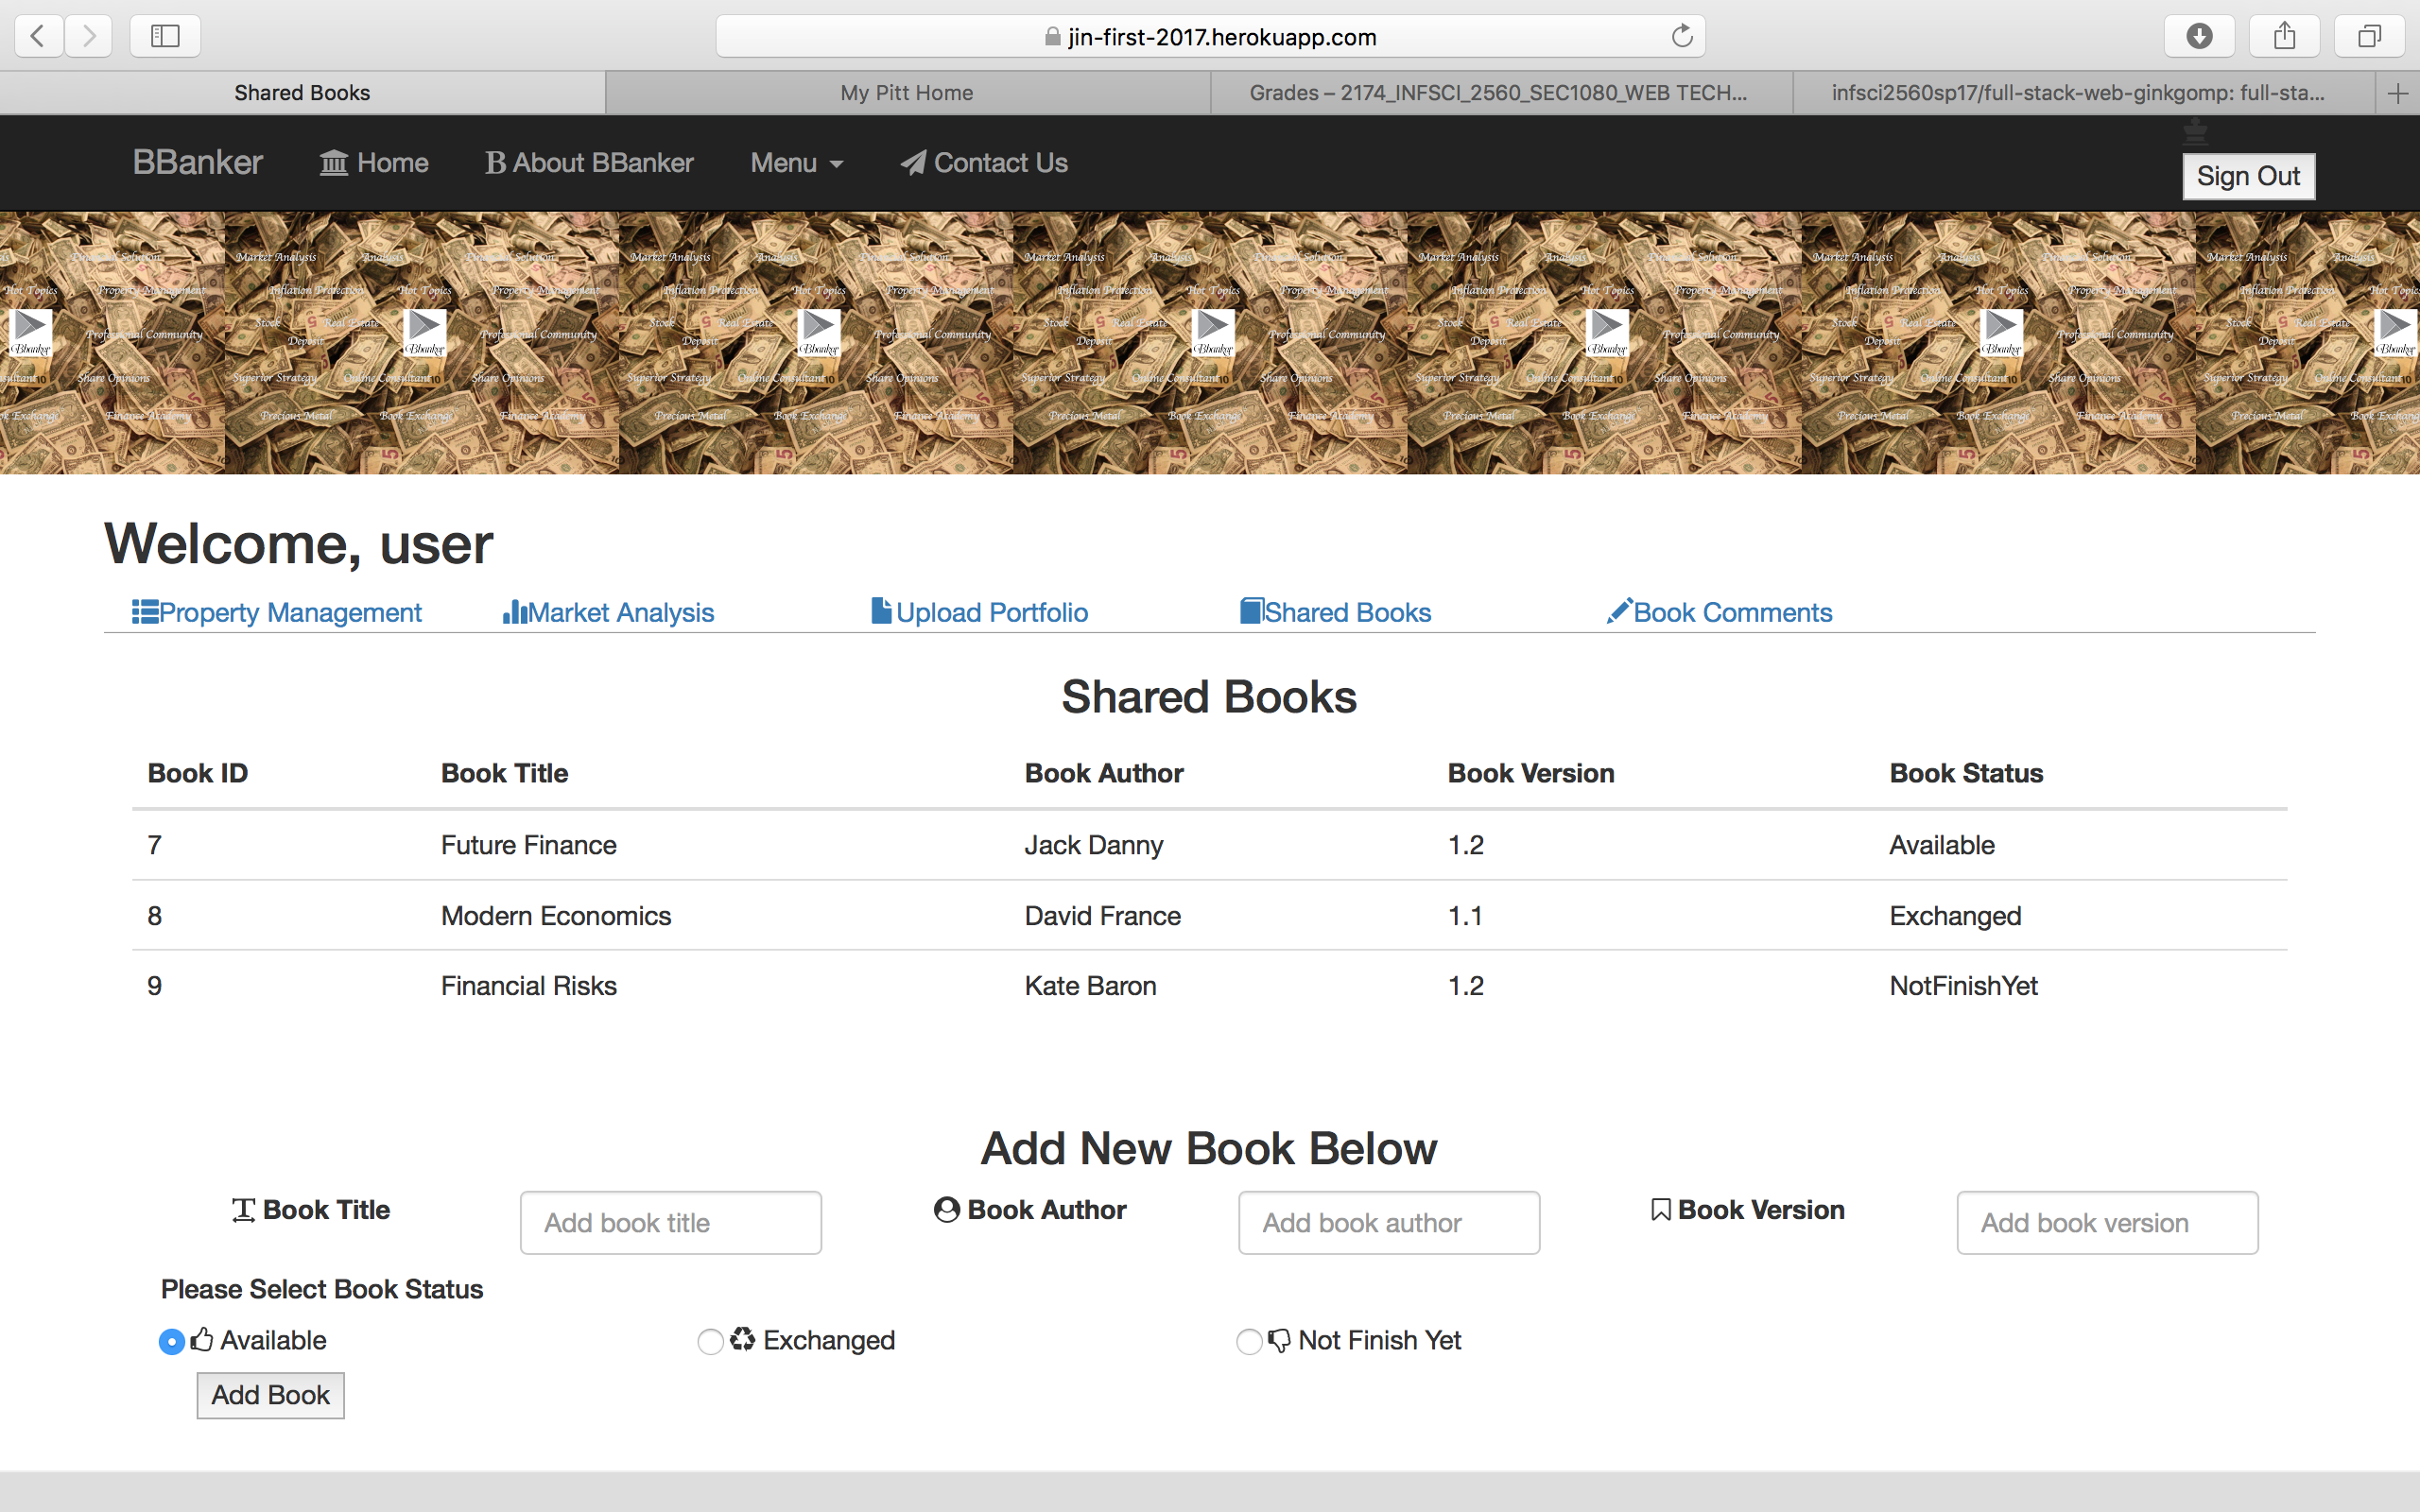 jin-first-2017.herokuapp.com
Shared Books
My Pitt Home
Grades – 2174_INFSCI_2560_SEC1080_WEB TECH...
infsci2560sp17/full-stack-web-ginkgomp: full-sta...
BBanker
Home
B About BBanker
Menu
Contact Us
Sign Out
Market Analysis Analysis Financial Solution
Inflation Protection Hot Topics Property Management
Stock Real Estate Professional Community
Deposit Bbanker
Superior Strategy Online Consultant Share Opinions
Precious Metal Book Exchange Finance Academy
Welcome, user
Property Management
Market Analysis
Upload Portfolio
Shared Books
Book Comments
Shared Books
Book ID Book Title Book Author Book Version Book Status
7 Future Finance Jack Danny 1.2 Available
8 Modern Economics David France 1.1 Exchanged
9 Financial Risks Kate Baron 1.2 NotFinishYet
Add New Book Below
Book Title Add book title Book Author Add book author Book Version Add book version
Please Select Book Status
Available Exchanged Not Finish Yet
Add Book